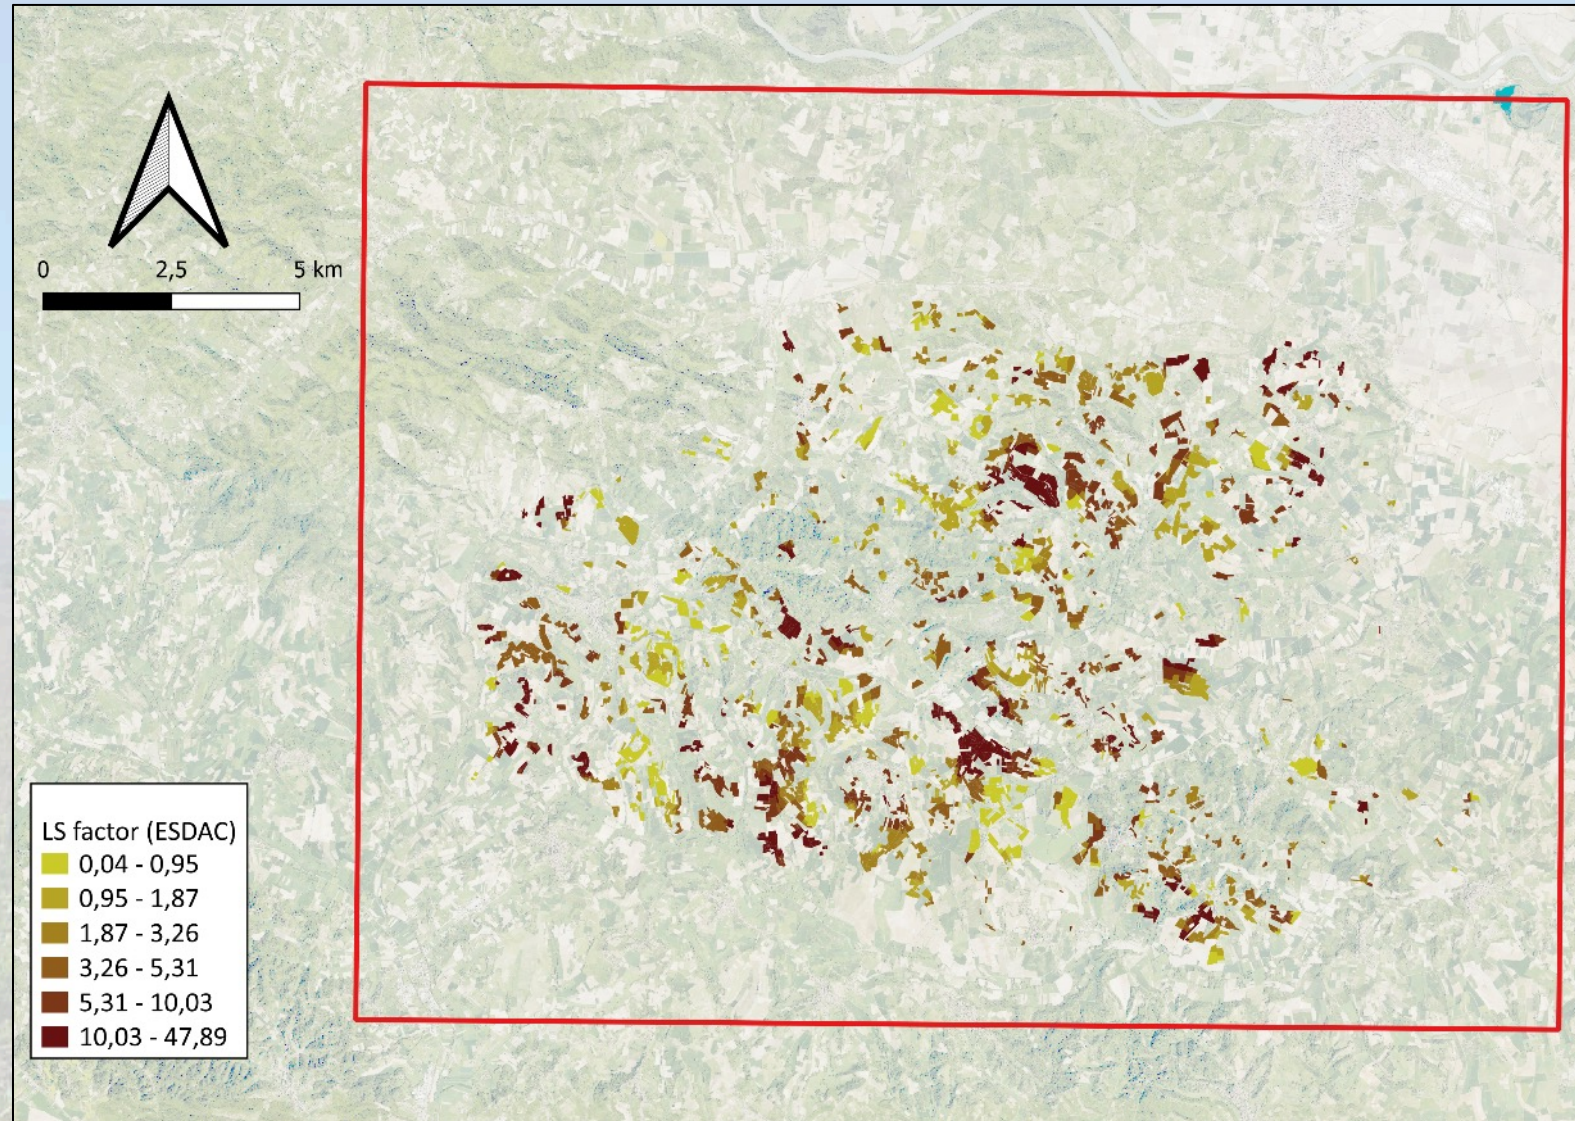 0 2,5 5 km
LS factor (ESDAC)
0,04 - 0,95
0,95 - 1,87
1,87 - 3,26
3,26 - 5,31
5,31 - 10,03
10,03 - 47,89